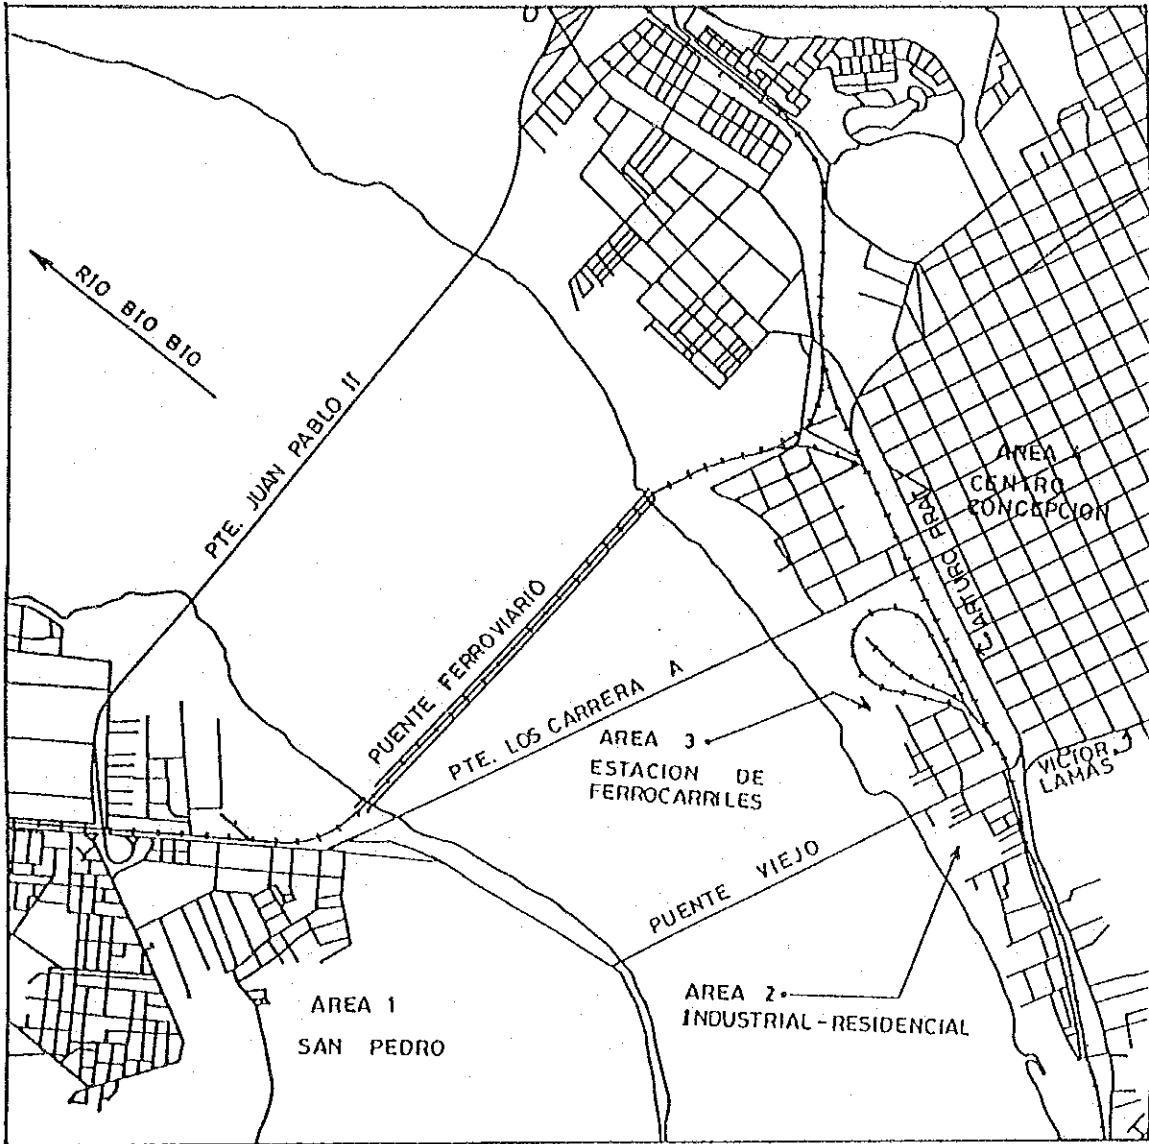 RIO BIO BIO
PTE. JUAN PABLO II
AREA
CENTRO
CONCEPCION
C. ARTURO PRAT
PUENTE FERROVIARIO
PTE. LOS CARRERA A
AREA 3
ESTACION DE
FERROCARRILES
VICTOR
LAMAS
PUENTE VIEJO
AREA 2
INDUSTRIAL-RESIDENCIAL
AREA 1
SAN PEDRO